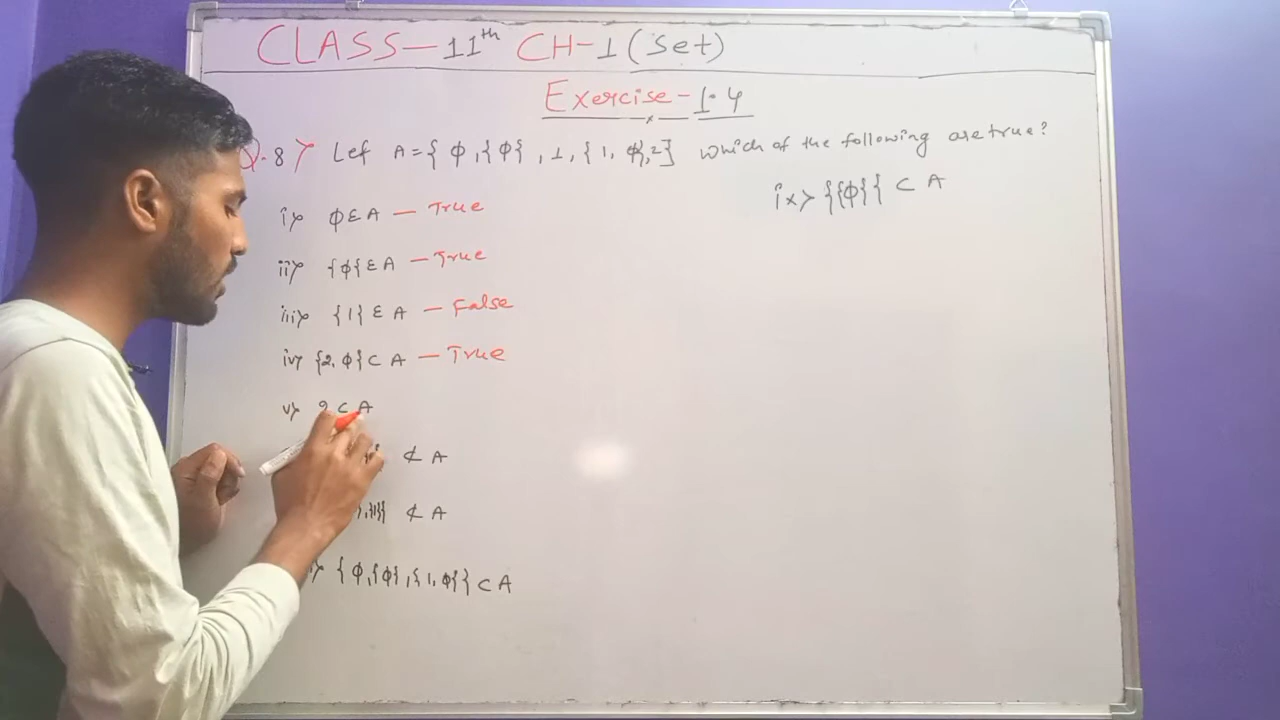 CLASS—11th CH-1 (Set)
Exercise-1.4
Q.8> Let A={ φ,{φ} ,1,{1, φ},2} which of the following are true?
i> φ∈A — True
ii> {φ{ ∈ A — True
iii> {1} ∈ A — False
iv> {2, φ} ⊂ A — True
v> 2 ⊂ A
⊄ A
⊄ A
{ φ,{φ},{1,φ}} ⊂ A
ix> {{φ}{ ⊂ A